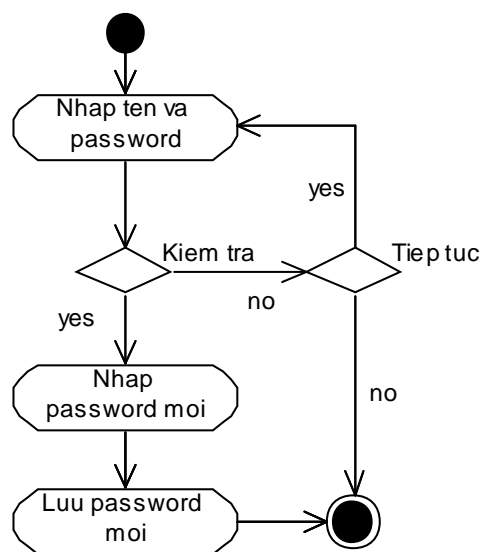 Nhap ten va
password
yes
Kiem tra
Tiep tuc
no
yes
Nhap
password moi
no
Luu password
moi